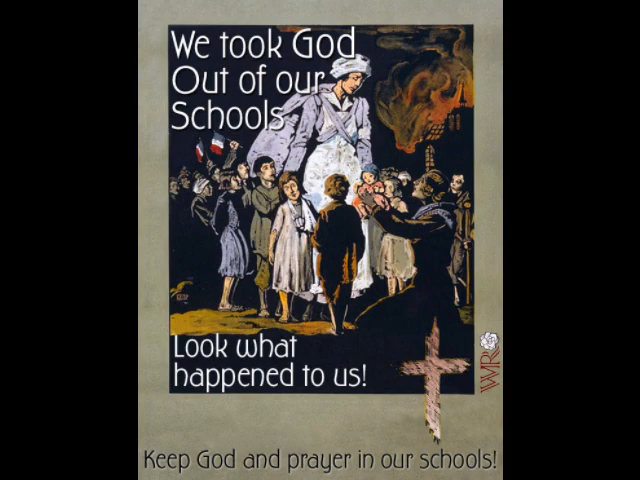 We took God
Out of our
Schools
Look what
happened to us!
WR
Keep God and prayer in our schools!